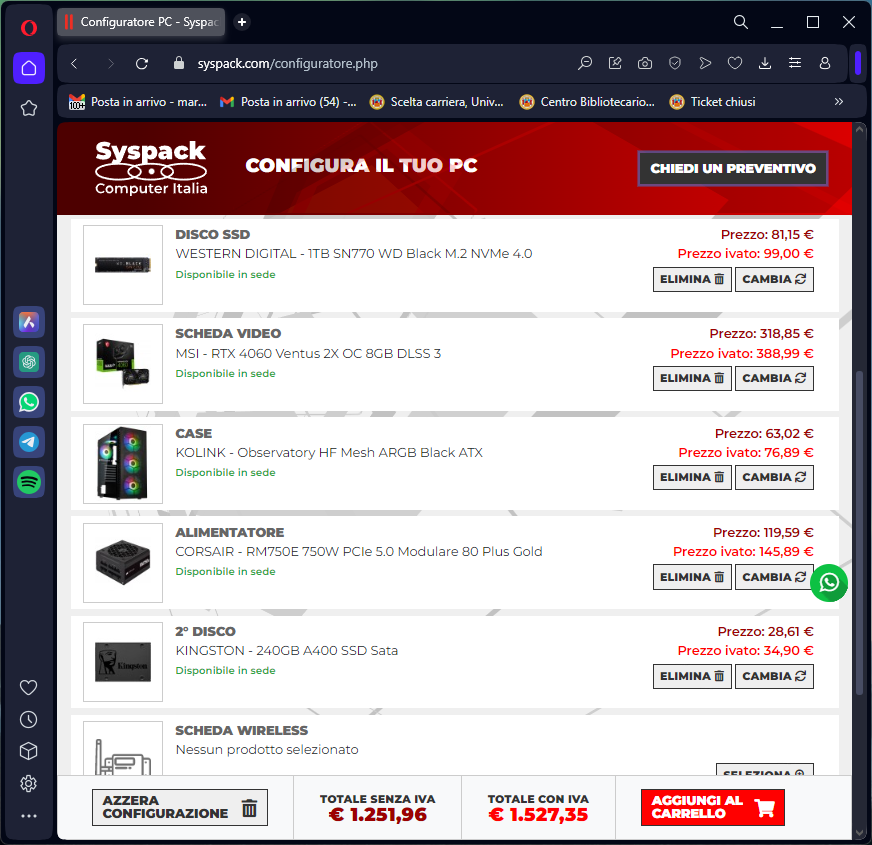 Configuratore PC - Syspac
syspack.com/configuratore.php
100+
Posta in arrivo - mar...
Posta in arrivo (54) -...
Scelta carriera, Univ...
Centro Bibliotecario...
Ticket chiusi
Syspack
Computer Italia
CONFIGURA IL TUO PC
CHIEDI UN PREVENTIVO
DISCO SSD
WESTERN DIGITAL - 1TB SN770 WD Black M.2 NVMe 4.0
Disponibile in sede
Prezzo: 81,15 €
Prezzo ivato: 99,00 €
ELIMINA
CAMBIA
SCHEDA VIDEO
MSI - RTX 4060 Ventus 2X OC 8GB DLSS 3
Disponibile in sede
Prezzo: 318,85 €
Prezzo ivato: 388,99 €
ELIMINA
CAMBIA
CASE
KOLINK - Observatory HF Mesh ARGB Black ATX
Disponibile in sede
Prezzo: 63,02 €
Prezzo ivato: 76,89 €
ELIMINA
CAMBIA
ALIMENTATORE
CORSAIR - RM750E 750W PCIe 5.0 Modulare 80 Plus Gold
Disponibile in sede
Prezzo: 119,59 €
Prezzo ivato: 145,89 €
ELIMINA
CAMBIA
2° DISCO
KINGSTON - 240GB A400 SSD Sata
Disponibile in sede
Kingston
Prezzo: 28,61 €
Prezzo ivato: 34,90 €
ELIMINA
CAMBIA
SCHEDA WIRELESS
Nessun prodotto selezionato
SELEZIONA
AZZERA
CONFIGURAZIONE
TOTALE SENZA IVA
€ 1.251,96
TOTALE CON IVA
€ 1.527,35
AGGIUNGI AL
CARRELLO